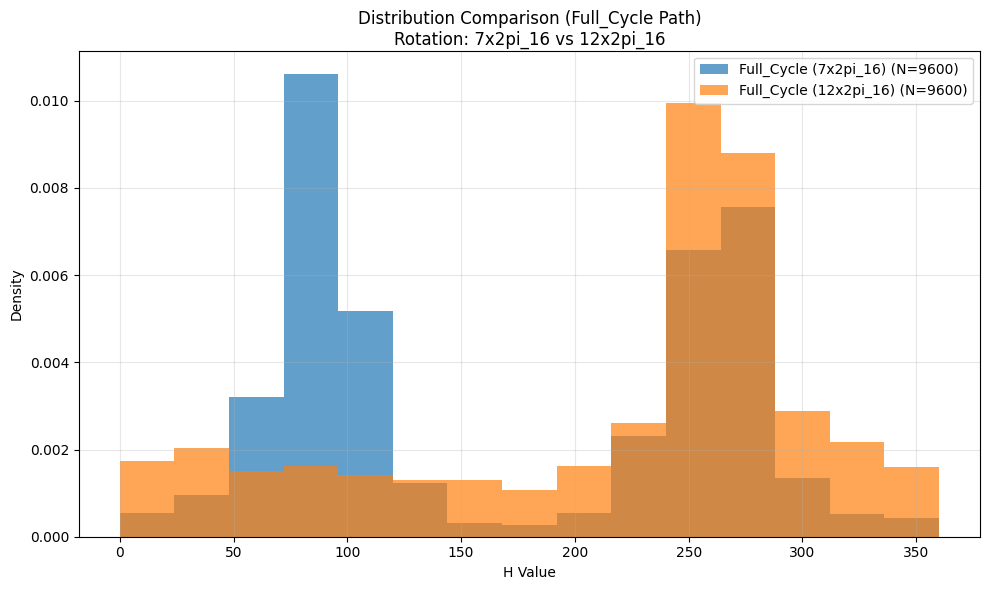 Distribution Comparison (Full_Cycle Path)
Rotation: 7x2pi_16 vs 12x2pi_16
Full_Cycle (7x2pi_16) (N=9600)
Full_Cycle (12x2pi_16) (N=9600)
0.010
0.008
0.006
0.004
0.002
0.000
Density
0 50 100 150 200 250 300 350
H Value